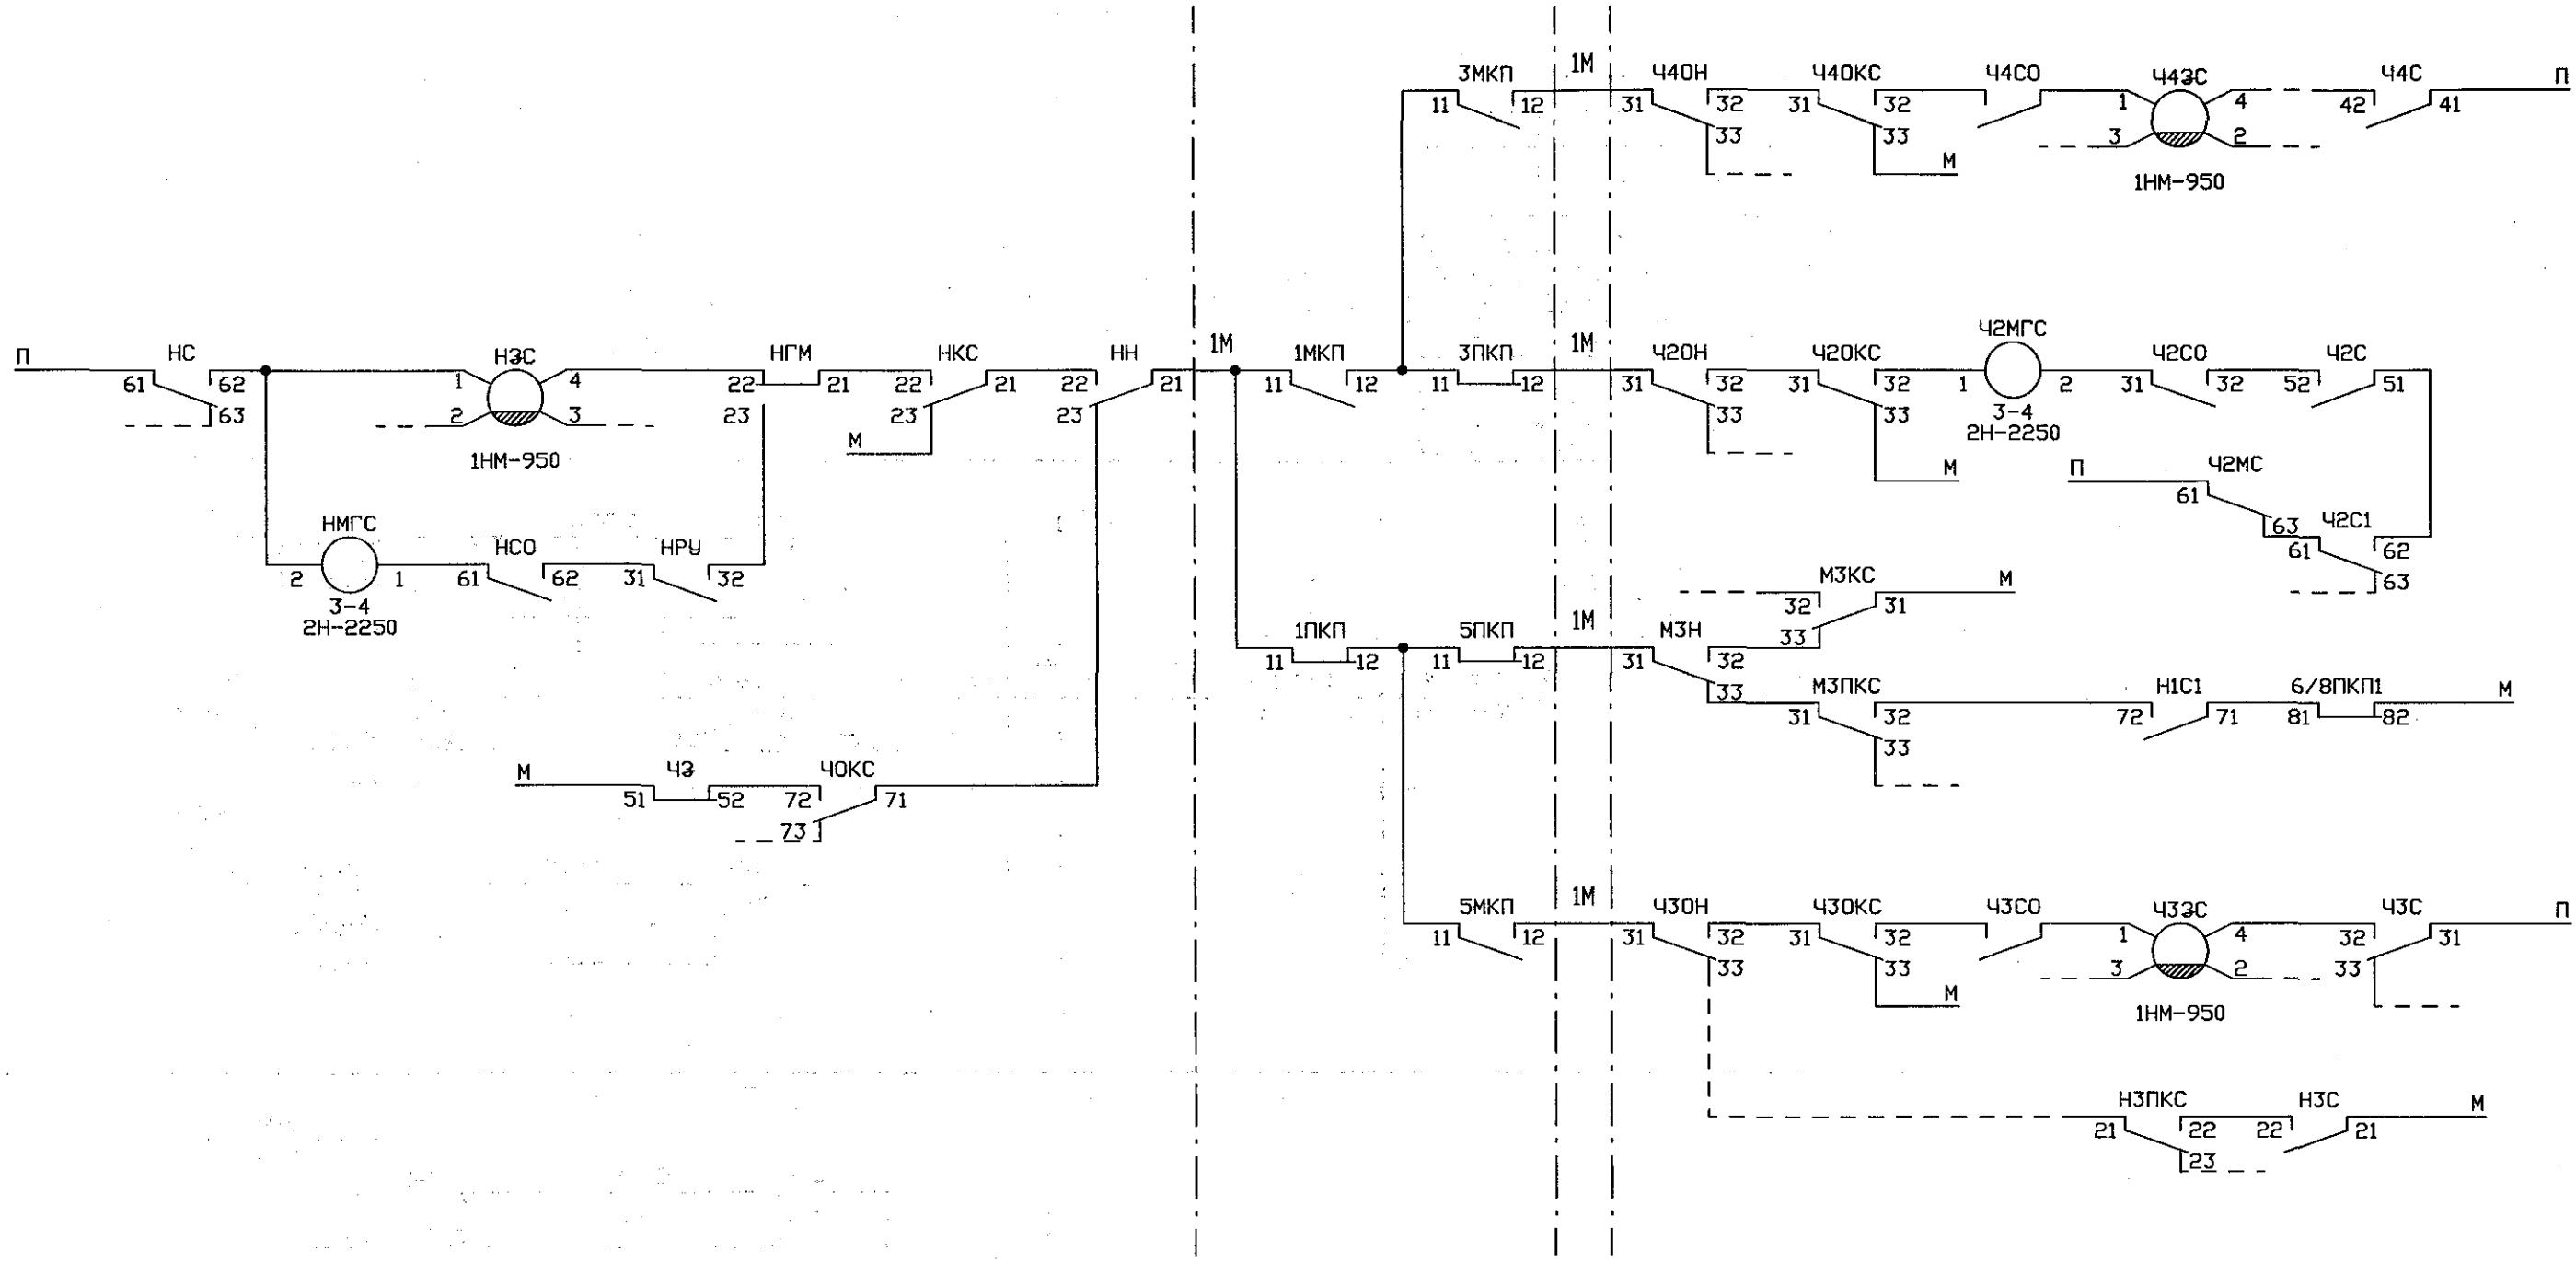 3МКП 1М Ч4ОН Ч4ОКС Ч4СО Ч4ЗС Ч4С П
11 12 31 32 31 32 1 4 42 41
33 33 3 2
М
1НМ-950
П НС НЗС НГМ НКС НН 1М 1МКП 3ПКП 1М Ч2ОН Ч2ОКС Ч2МГС Ч2СО Ч2С
61 62 1 4 22 21 22 21 22 21 11 12 11 12 31 32 31 32 1 2 31 32 52 51
63 2 3 23 23 23 33 33 3-4
2Н-2250
М
1НМ-950
М П Ч2МС
61
НМГС НСО НРУ 63 Ч2С1
2 1 61 62 31 32 61 62
3-4 63
2Н-2250
М3КС М
32 31
33
1ПКП 5ПКП 1М М3Н
11 12 11 12 31 32
33 М3ПКС Н1С1 6/8ПКП1 М
31 32 72 71 81 82
33
М ЧЗ ЧОКС
51 52 72 71
73
5МКП 1М Ч3ОН Ч3ОКС Ч3СО Ч3ЗС Ч3С П
11 12 31 32 31 32 1 4 32 31
33 33 3 2 33
М
1НМ-950
Н3ПКС Н3С М
21 22 22 21
23